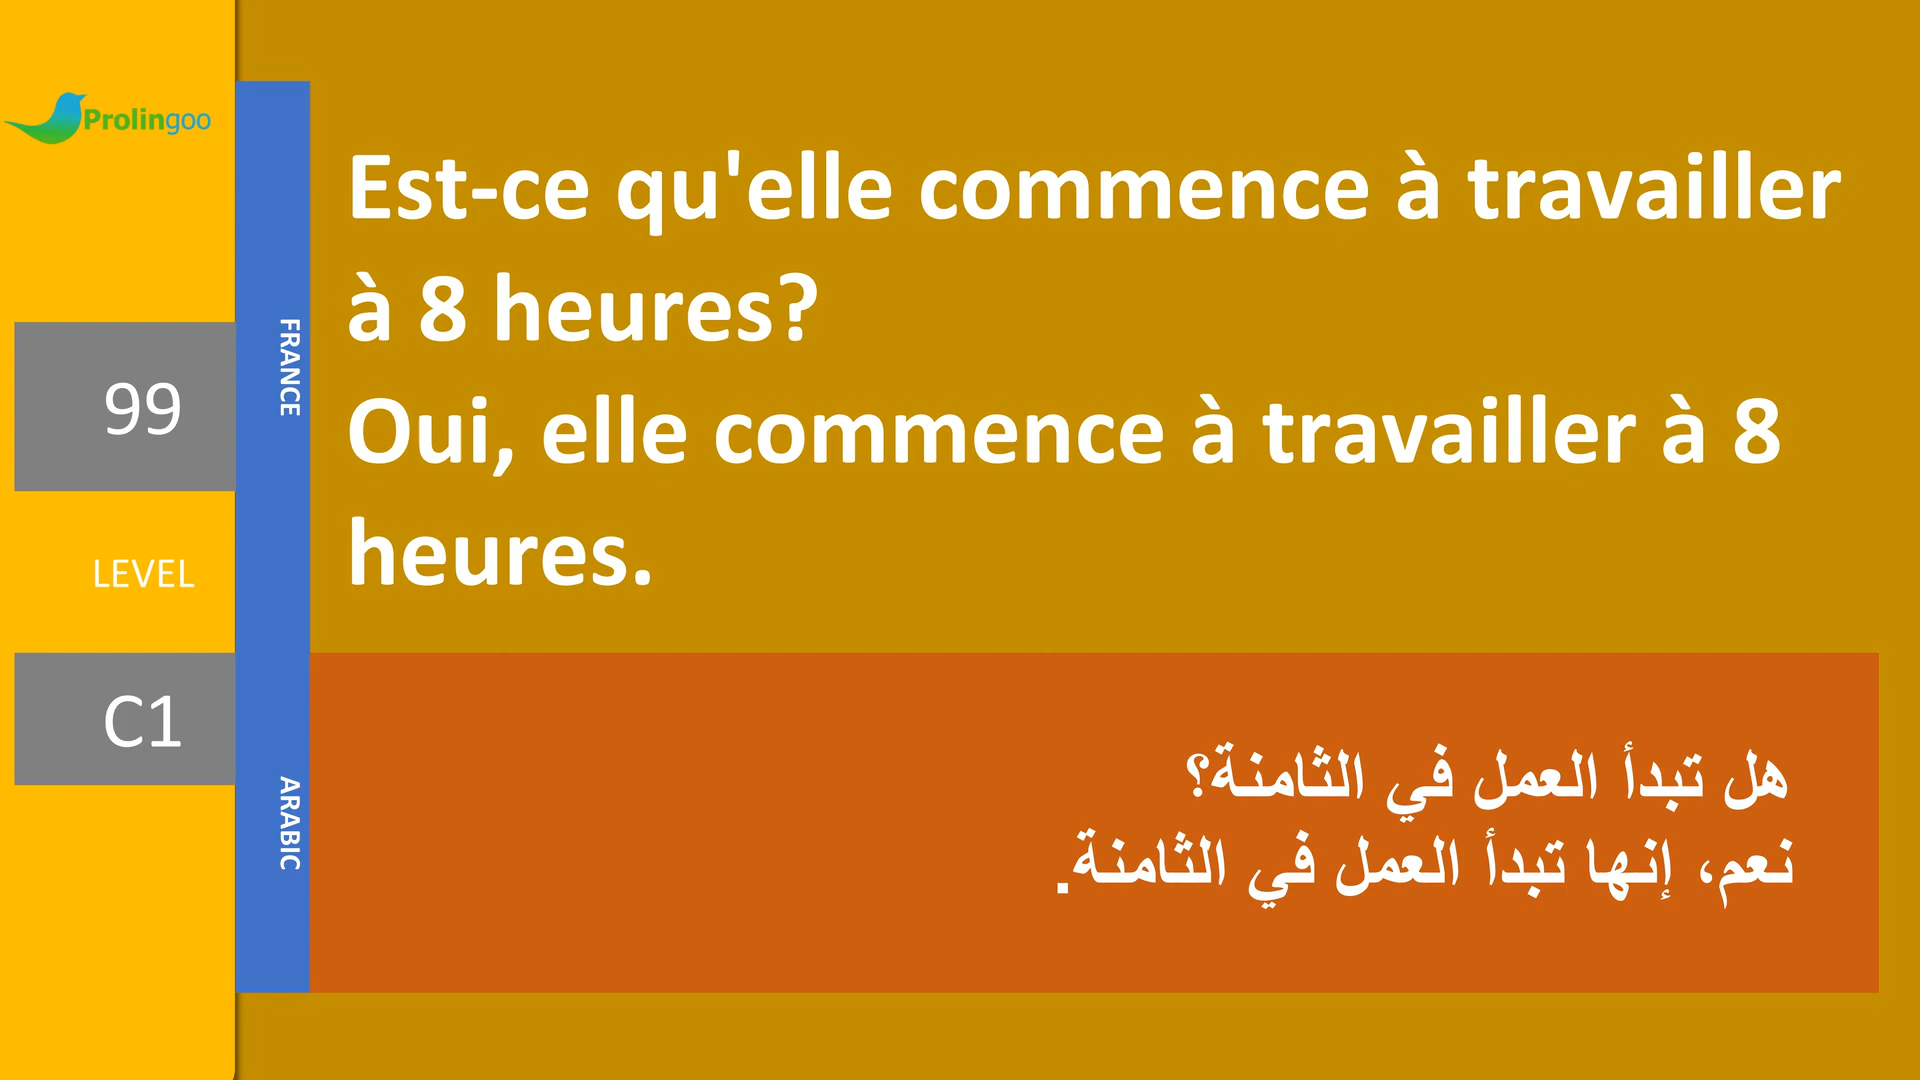 Prolingoo
99
LEVEL
C1
FRANCE
ARABIC
Est-ce qu'elle commence à travailler
à 8 heures?
Oui, elle commence à travailler à 8
heures.
هل تبدأ العمل في الثامنة؟
نعم، إنها تبدأ العمل في الثامنة.